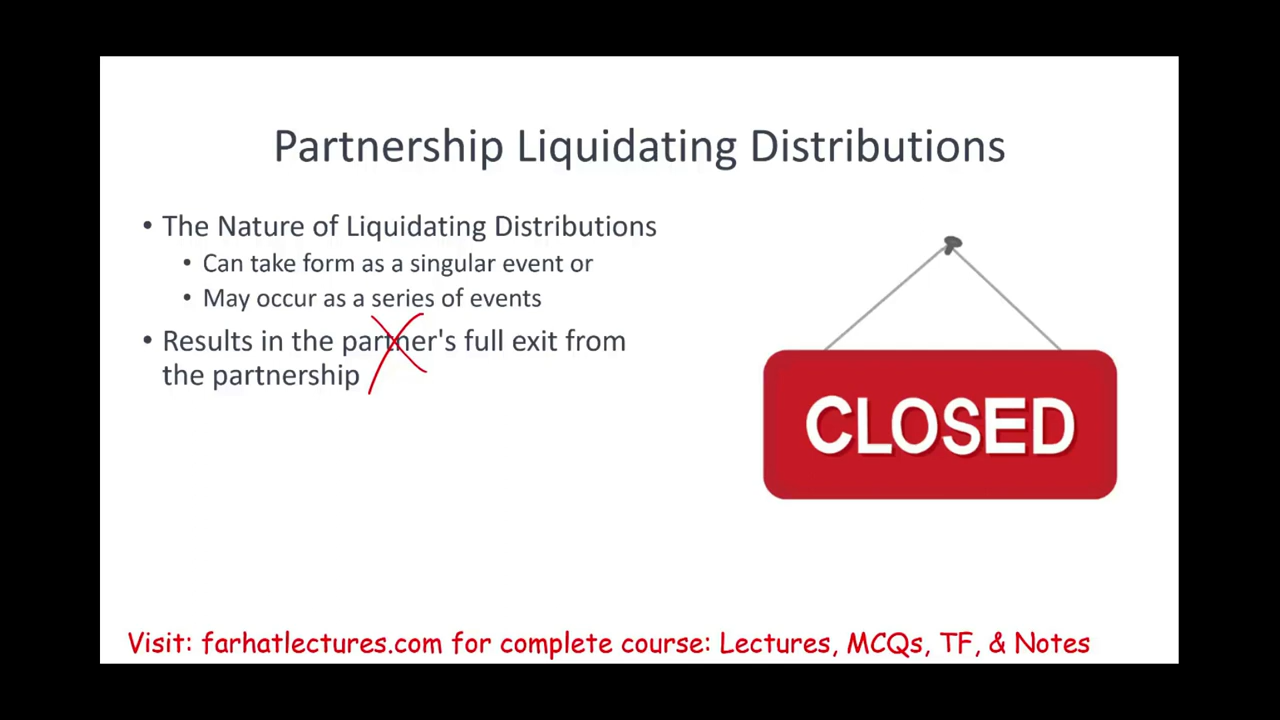 Partnership Liquidating Distributions
• The Nature of Liquidating Distributions
• Can take form as a singular event or
• May occur as a series of events
• Results in the partner's full exit from
the partnership
CLOSED
Visit: farhatlectures.com for complete course: Lectures, MCQs, TF, & Notes